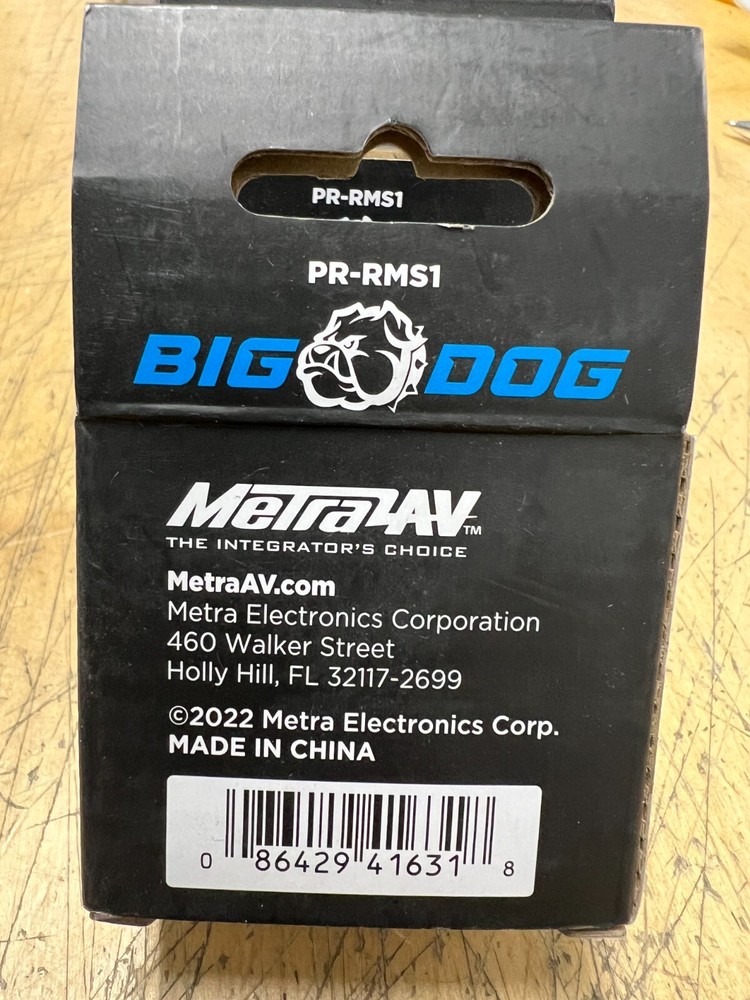 PR-RMS1
PR-RMS1
BIG DOG
MetraAV™
THE INTEGRATOR'S CHOICE
MetraAV.com
Metra Electronics Corporation
460 Walker Street
Holly Hill, FL 32117-2699
©2022 Metra Electronics Corp.
MADE IN CHINA
0 86429 41631 8